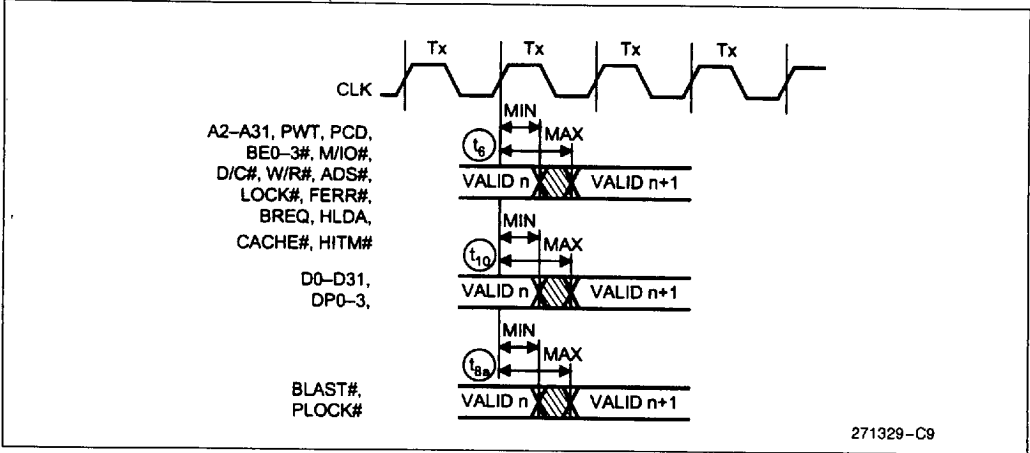 Tx Tx Tx Tx
CLK
MIN
A2–A31, PWT, PCD,
MAX
BE0–3#, M/IO#,
t6
D/C#, W/R#, ADS#,
VALID n VALID n+1
LOCK#, FERR#,
BREQ, HLDA,
MIN
CACHE#, HITM#
MAX
t10
D0–D31,
VALID n VALID n+1
DP0–3,
MIN
MAX
t8a
BLAST#,
VALID n VALID n+1
PLOCK#
271329–C9